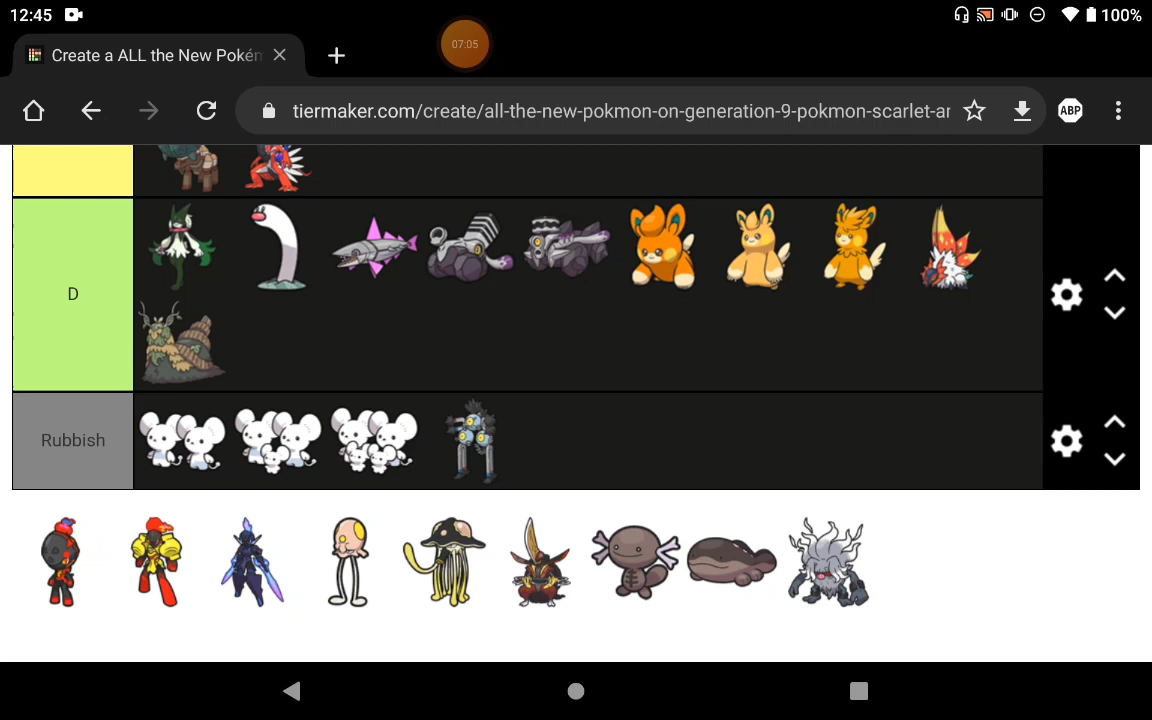 12:45
100%
07:05
Create a ALL the New Pokém
tiermaker.com/create/all-the-new-pokmon-on-generation-9-pokmon-scarlet-ar
ABP
D
Rubbish